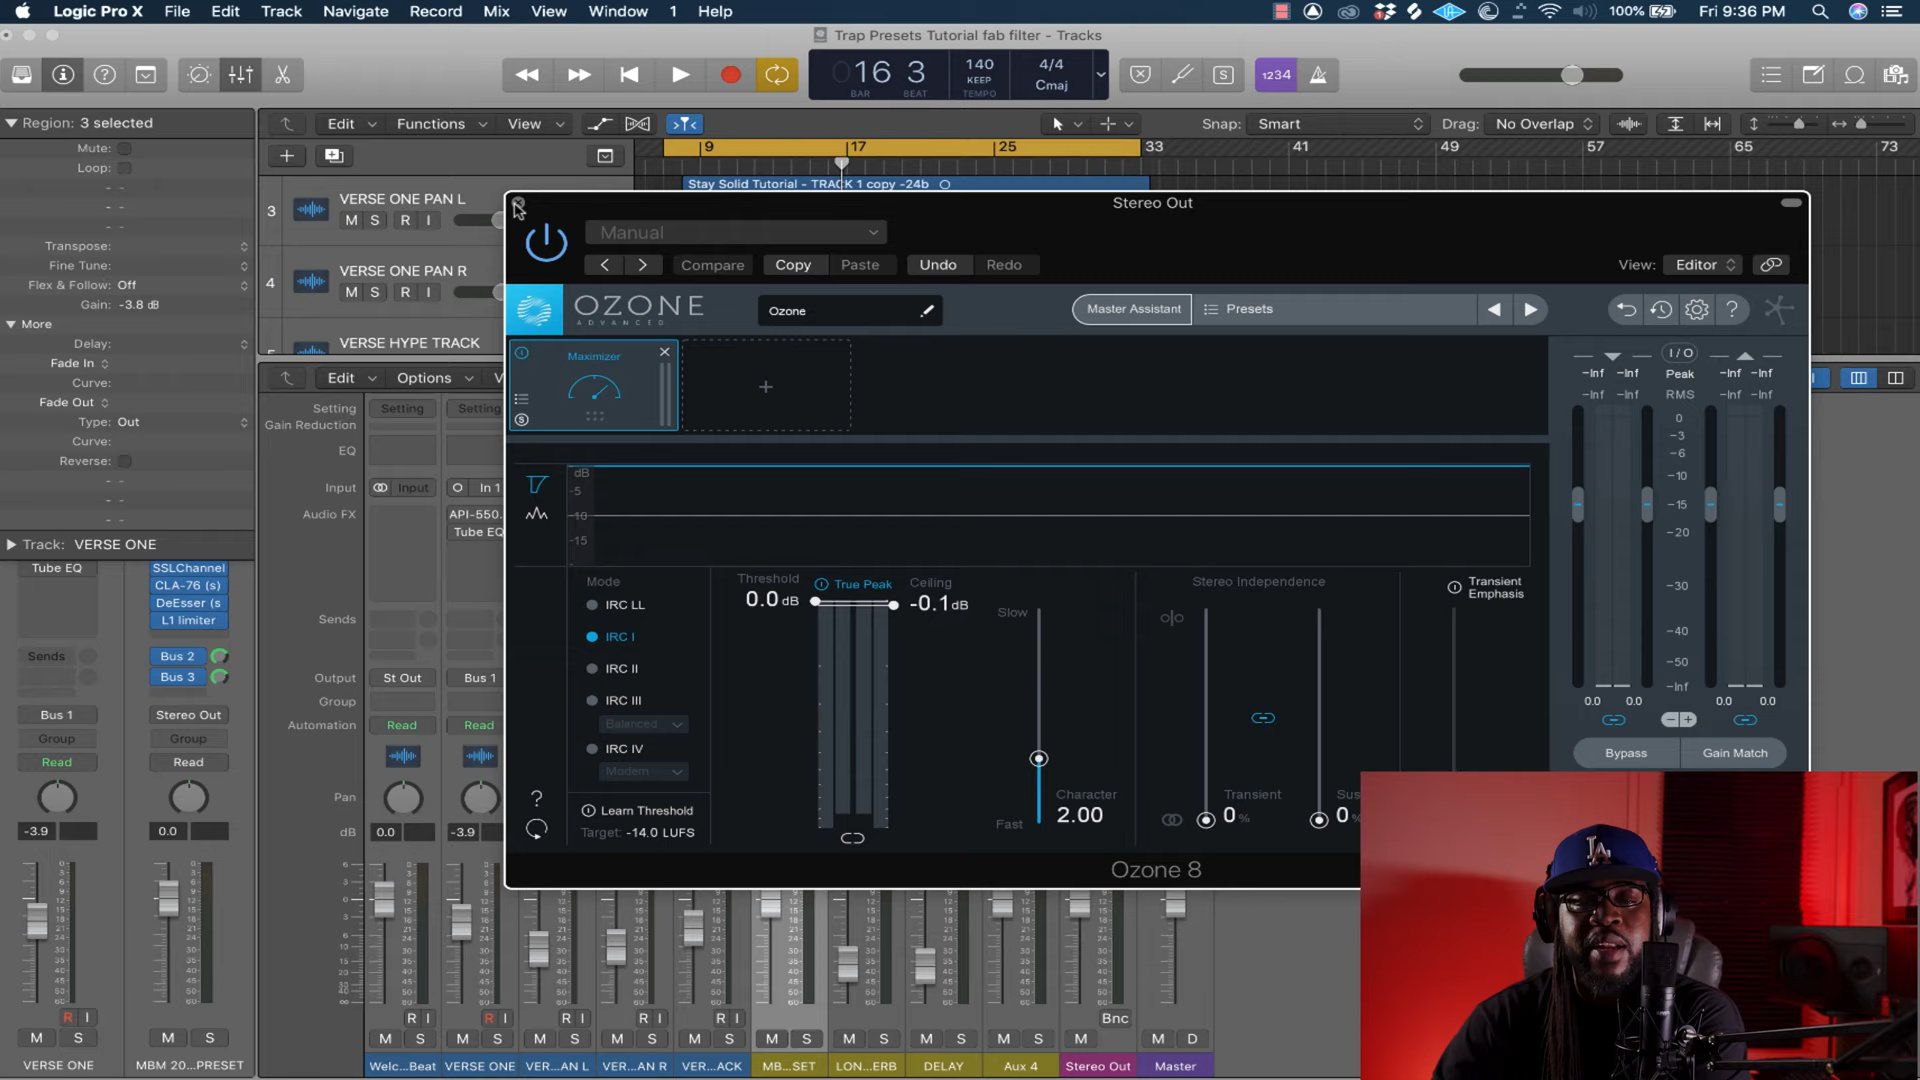 Logic Pro X File Edit Track Navigate Record Mix View Window 1 Help
100% Fri 9:36 PM
Trap Presets Tutorial fab filter - Tracks
16 3 140 4/4
KEEP Cmaj
BAR BEAT TEMPO
S 1234
Region: 3 selected
Edit Functions View
Snap: Smart Drag: No Overlap
Mute:
Loop:
Transpose:
Fine Tune:
Flex & Follow: Off
Gain: -3.8 dB
More
Delay:
Fade In
Curve:
Fade Out
Type: Out
Curve:
Reverse:
Track: VERSE ONE
9 17 25 33 41 49 57 65 73
Stay Solid Tutorial - TRACK 1 copy -24b
3 VERSE ONE PAN L
M S R I
4 VERSE ONE PAN R
M S R I
5 VERSE HYPE TRACK
Stereo Out
Manual
Compare Copy Paste Undo Redo
View: Editor
OZONE
ADVANCED
Ozone
Master Assistant Presets
?
Maximizer
S
+
I / O
-Inf -Inf Peak -Inf -Inf
-Inf -Inf RMS -Inf -Inf
0
-3
-6
-10
-15
-20
-30
-40
-50
-Inf
0.0 0.0 0.0 0.0
Bypass Gain Match
dB
-5
-10
-15
Mode
IRC LL
IRC I
IRC II
IRC III
Balanced
IRC IV
Modern
Learn Threshold
Target: -14.0 LUFS
?
Threshold True Peak Ceiling
0.0 dB -0.1 dB
Slow
Fast
Character
2.00
Stereo Independence
Transient
0 %
Sus
0 %
Transient
Emphasis
Ozone 8
Edit Options V
Setting Setting Setting
Gain Reduction
EQ
Input Input In 1
Audio FX API-550.
Tube EQ
Sends
Output St Out Bus 1
Group
Automation Read Read
Pan
dB 0.0 -3.9
Tube EQ
SSLChannel
CLA-76 (s)
DeEsser (s
L1 limiter
Sends Bus 2
Bus 3
Bus 1 Stereo Out
Group Group
Read Read
-3.9 0.0
R I
M S M S
VERSE ONE MBM 20...PRESET
R I R I R I R I R I Bnc
M S M S M S M S M S M S M S M S M S M M D
Welc...Beat VERSE ONE VER...AN L VER...AN R VER...ACK MB...SET LON...ERB DELAY Aux 4 Stereo Out Master
LA